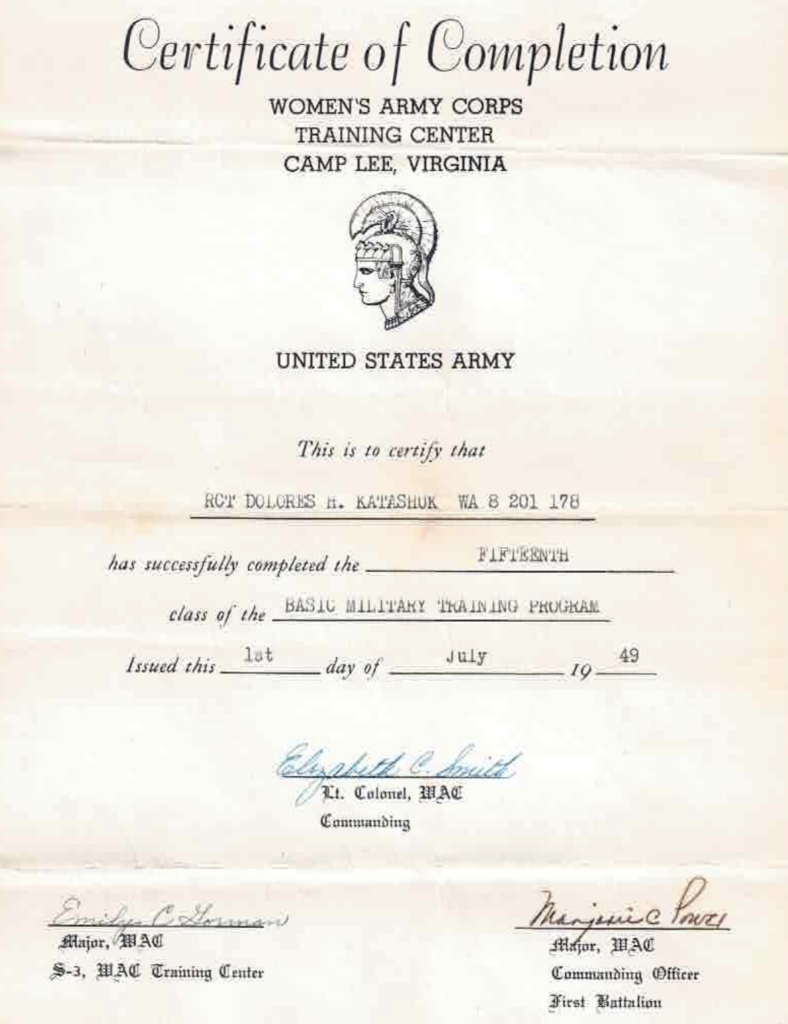 Certificate of Completion
WOMEN'S ARMY CORPS
TRAINING CENTER
CAMP LEE, VIRGINIA
UNITED STATES ARMY
This is to certify that
RCT DOLORES H. KATASHUK WA 8 201 178
has successfully completed the FIFTEENTH
class of the BASIC MILITARY TRAINING PROGRAM
Issued this 1st day of July 19 49
Elizabeth C. Smith
Lt. Colonel, WAC
Commanding
Emily C Gorman
Major, WAC
S-3, WAC Training Center
Marjorie C Power
Major, WAC
Commanding Officer
First Battalion